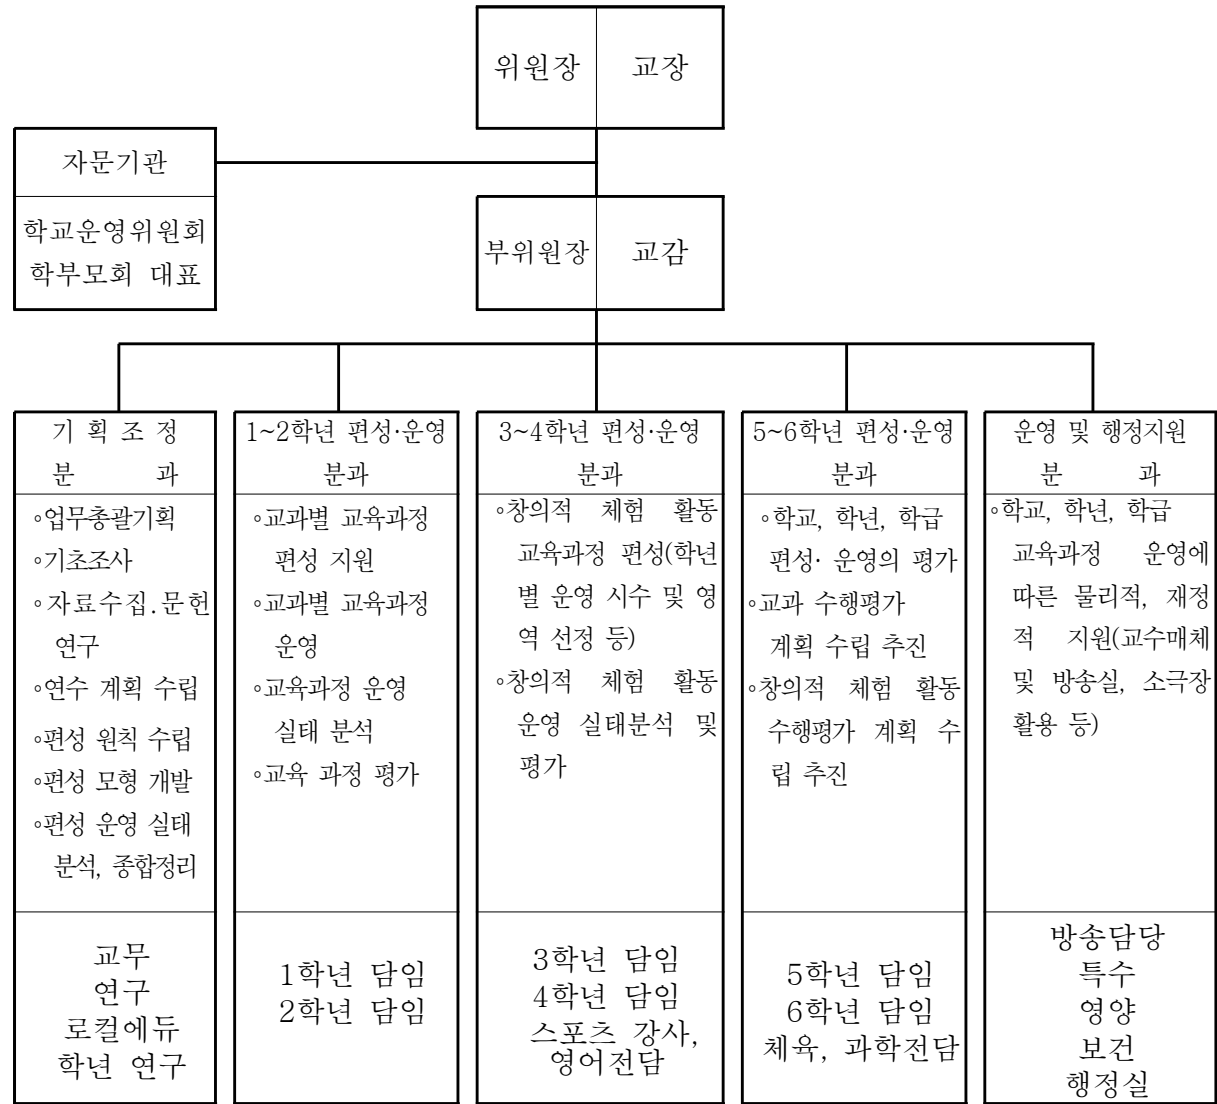 위원장 교장
자문기관
학교운영위원회
학부모회 대표
부위원장 교감
기 획 조 정
분 과
◦업무총괄기획
◦기초조사
◦자료수집.문헌
연구
◦연수 계획 수립
◦편성 원칙 수립
◦편성 모형 개발
◦편성 운영 실태
분석, 종합정리
교무
연구
로컬에듀
학년 연구
1~2학년 편성·운영
분과
◦교과별 교육과정
편성 지원
◦교과별 교육과정
운영
◦교육과정 운영
실태 분석
◦교육 과정 평가
1학년 담임
2학년 담임
3~4학년 편성·운영
분과
◦창의적 체험 활동
교육과정 편성(학년
별 운영 시수 및 영
역 선정 등)
◦창의적 체험 활동
운영 실태분석 및
평가
3학년 담임
4학년 담임
스포츠 강사,
영어전담
5~6학년 편성·운영
분과
◦학교, 학년, 학급
편성· 운영의 평가
◦교과 수행평가
계획 수립 추진
◦창의적 체험 활동
수행평가 계획 수
립 추진
5학년 담임
6학년 담임
체육, 과학전담
운영 및 행정지원
분 과
◦학교, 학년, 학급
교육과정 운영에
따른 물리적, 재정
적 지원(교수매체
및 방송실, 소극장
활용 등)
방송담당
특수
영양
보건
행정실